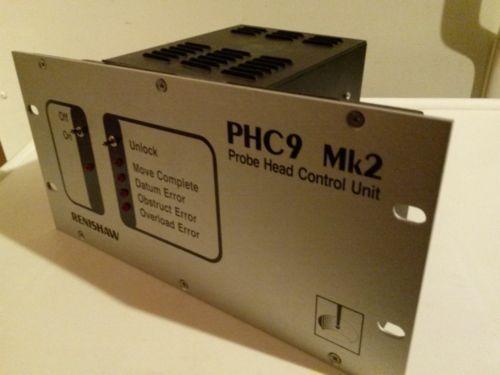 Off
On
Unlock
Move Complete
Datum Error
Obstruct Error
Overload Error
RENISHAW
PHC9 Mk2
Probe Head Control Unit